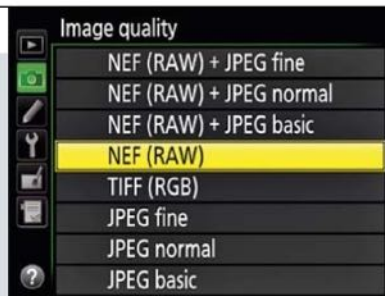 Image quality
NEF (RAW) + JPEG fine
NEF (RAW) + JPEG normal
NEF (RAW) + JPEG basic
NEF (RAW)
TIFF (RGB)
JPEG fine
JPEG normal
JPEG basic
?